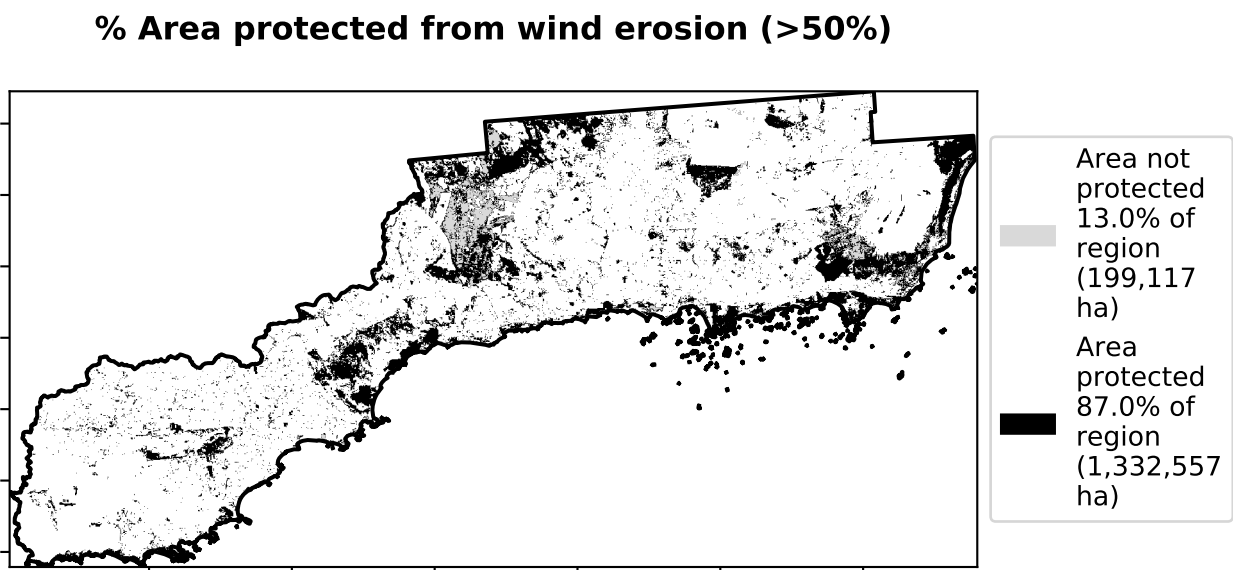 % Area protected from wind erosion (>50%)
Area not
protected
13.0% of
region
(199,117
ha)
Area
protected
87.0% of
region
(1,332,557
ha)